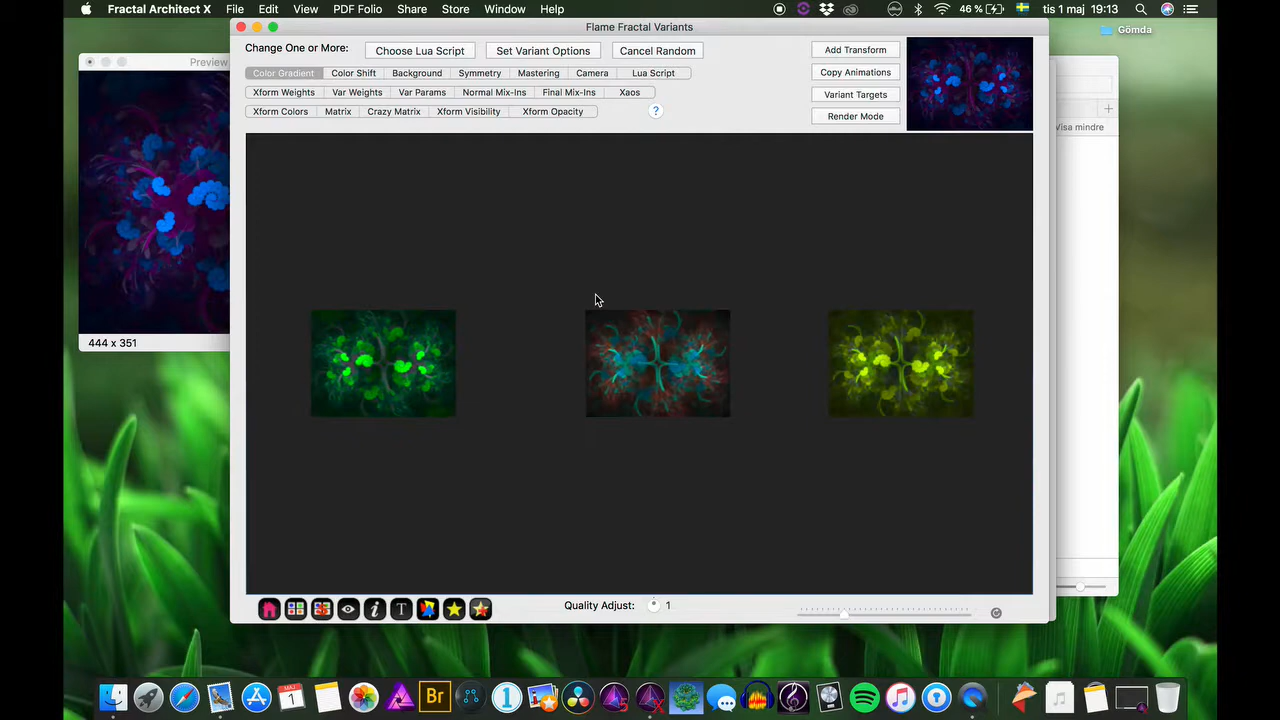 Fractal Architect X File Edit View PDF Folio Share Store Window Help 46 % tis 1 maj 19:13
Flame Fractal Variants
Gömda
Preview
Change One or More: Choose Lua Script Set Variant Options Cancel Random Add Transform
Color Gradient Color Shift Background Symmetry Mastering Camera Lua Script Copy Animations
Xform Weights Var Weights Var Params Normal Mix-Ins Final Mix-Ins Xaos Variant Targets
Xform Colors Matrix Crazy Matrix Xform Visibility Xform Opacity ? Render Mode
Visa mindre
444 x 351
Quality Adjust: 1
MAJ
1
Br
1